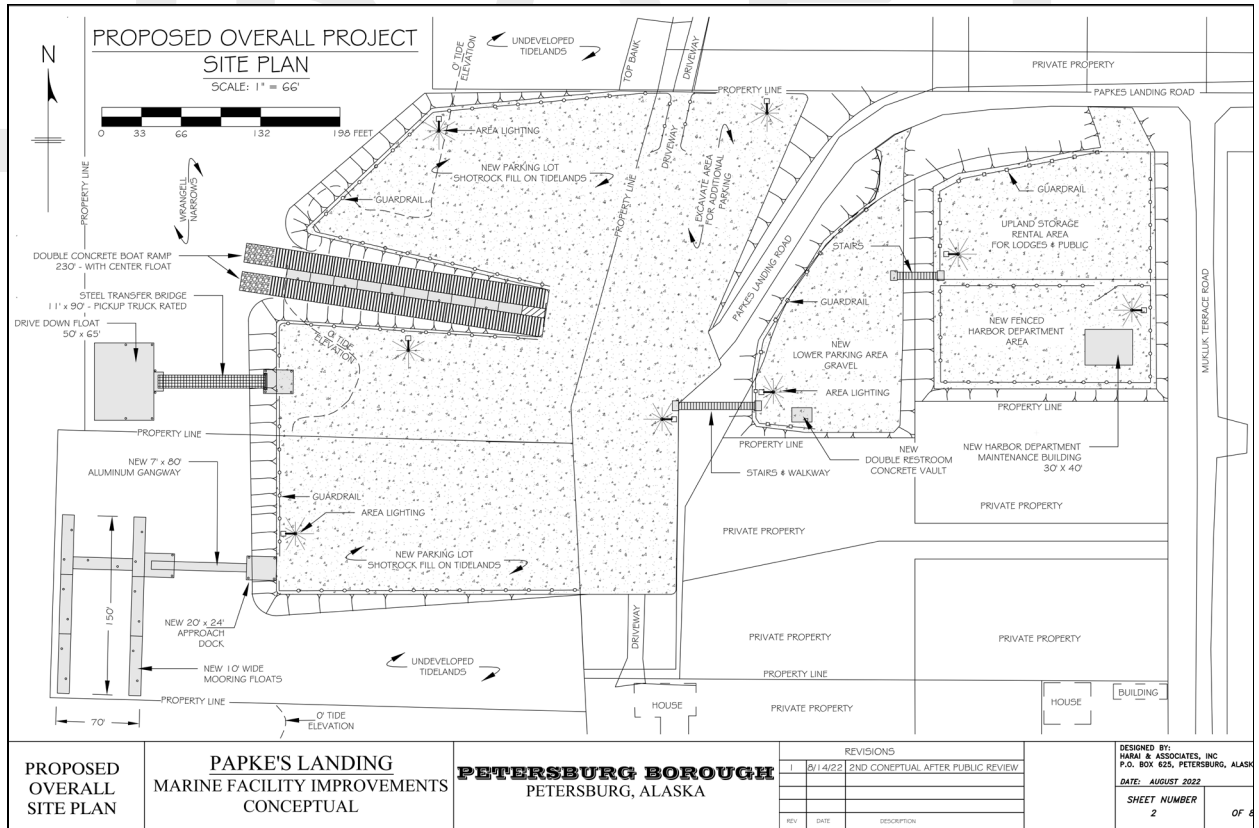 PROPOSED OVERALL PROJECT
SITE PLAN
SCALE: 1" = 66'
0 33 66 132 198 FEET
N
UNDEVELOPED
TIDELANDS
0' TIDE
ELEVATION
TOP BANK
DRIVEWAY
PRIVATE PROPERTY
PROPERTY LINE
PAPKES LANDING ROAD
AREA LIGHTING
DRIVEWAY
NEW PARKING LOT
SHOTROCK FILL ON TIDELANDS
EXCAVATE AREA
FOR ADDITIONAL
PARKING
PROPERTY LINE
PROPERTY LINE
WRANGELL
NARROWS
GUARDRAIL
GUARDRAIL
UPLAND STORAGE
RENTAL AREA
FOR LODGES & PUBLIC
STAIRS
PAPKES LANDING ROAD
DOUBLE CONCRETE BOAT RAMP
230' - WITH CENTER FLOAT
STEEL TRANSFER BRIDGE
11' x 90' - PICKUP TRUCK RATED
DRIVE DOWN FLOAT
50' x 65'
0' TIDE
ELEVATION
GUARDRAIL
NEW FENCED
HARBOR DEPARTMENT
AREA
NEW
LOWER PARKING AREA
GRAVEL
MUKLUK TERRACE ROAD
AREA LIGHTING
PROPERTY LINE
PROPERTY LINE
PROPERTY LINE
NEW
DOUBLE RESTROOM
CONCRETE VAULT
NEW HARBOR DEPARTMENT
MAINTENANCE BUILDING
30' X 40'
NEW 7' x 80'
ALUMINUM GANGWAY
STAIRS & WALKWAY
GUARDRAIL
AREA LIGHTING
PRIVATE PROPERTY
PRIVATE PROPERTY
NEW PARKING LOT
SHOTROCK FILL ON TIDELANDS
150'
NEW 20' x 24'
APPROACH
DOCK
DRIVEWAY
PRIVATE PROPERTY
PRIVATE PROPERTY
NEW 10' WIDE
MOORING FLOATS
UNDEVELOPED
TIDELANDS
PROPERTY LINE
PROPERTY LINE
70'
0' TIDE
ELEVATION
HOUSE
PRIVATE PROPERTY
HOUSE
BUILDING
PROPOSED
OVERALL
SITE PLAN
PAPKE'S LANDING
MARINE FACILITY IMPROVEMENTS
CONCEPTUAL
PETERSBURG BOROUGH
PETERSBURG, ALASKA
REVISIONS
1 8/14/22 2ND CONEPTUAL AFTER PUBLIC REVIEW
REV DATE DESCRIPTION
DESIGNED BY:
HARAI & ASSOCIATES, INC
P.O. BOX 625, PETERSBURG, ALASK
DATE: AUGUST 2022
SHEET NUMBER
2 OF